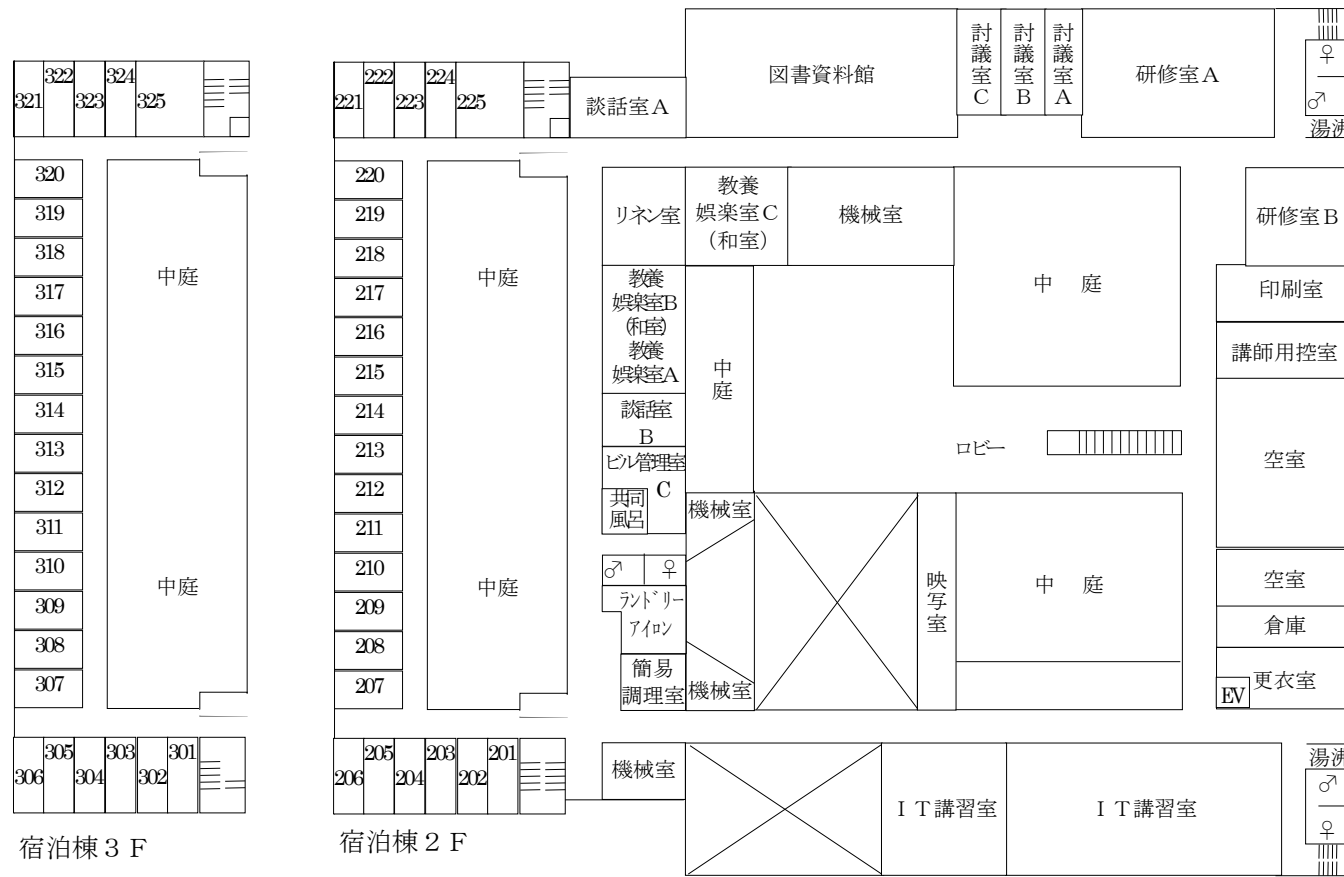 322
324
321
323
325
320
319
318
317
316
315
314
313
312
311
310
309
308
307
中庭
中庭
305
303
301
306
304
302
宿泊棟3F
222
224
221
223
225
220
219
218
217
216
215
214
213
212
211
210
209
208
207
中庭
中庭
205
203
201
206
204
202
宿泊棟2F
談話室A
図書資料館
討議室C
討議室B
討議室A
研修室A
♀
♂
湯沸
リネン室
教養
娯楽室C
(和室)
機械室
中 庭
研修室B
教養
娯楽室B
(和室)
教養
娯楽室A
中庭
印刷室
講師用控室
談話室
B
ビル管理室
C
共同
風呂
ロビー
空室
機械室
♂
♀
ランドリー
アイロン
簡易
調理室
機械室
映写室
中 庭
空室
倉庫
更衣室
EV
機械室
IT講習室
IT講習室
湯沸
♂
♀